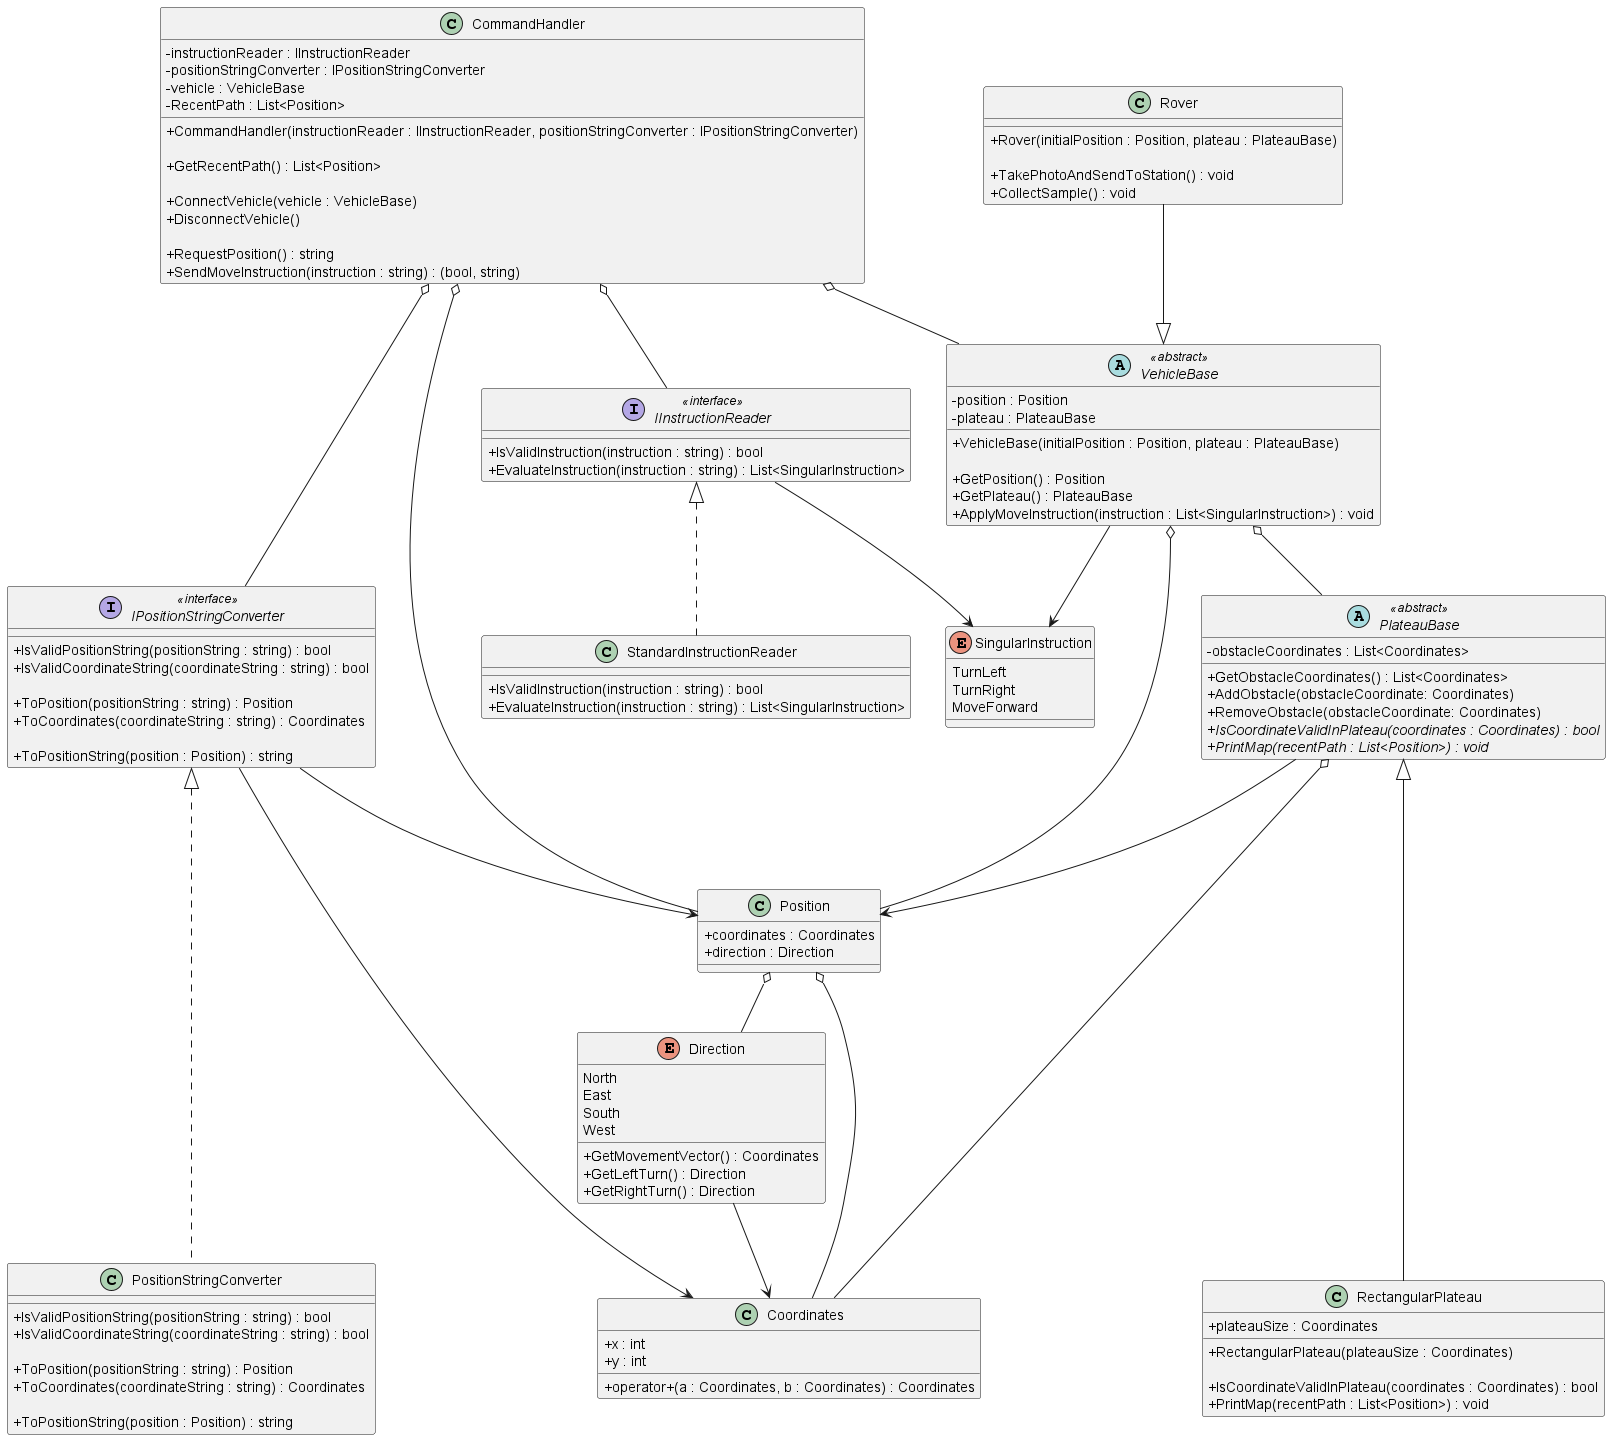 C CommandHandler
-instructionReader : IInstructionReader
-positionStringConverter : IPositionStringConverter
-vehicle : VehicleBase
-RecentPath : List<Position>
+CommandHandler(instructionReader : IInstructionReader, positionStringConverter : IPositionStringConverter)
+GetRecentPath() : List<Position>
+ConnectVehicle(vehicle : VehicleBase)
+DisconnectVehicle()
+RequestPosition() : string
+SendMoveInstruction(instruction : string) : (bool, string)
C Rover
+Rover(initialPosition : Position, plateau : PlateauBase)
+TakePhotoAndSendToStation() : void
+CollectSample() : void
«interface»
I IInstructionReader
+IsValidInstruction(instruction : string) : bool
+EvaluateInstruction(instruction : string) : List<SingularInstruction>
«abstract»
A VehicleBase
-position : Position
-plateau : PlateauBase
+VehicleBase(initialPosition : Position, plateau : PlateauBase)
+GetPosition() : Position
+GetPlateau() : PlateauBase
+ApplyMoveInstruction(instruction : List<SingularInstruction>) : void
«interface»
I IPositionStringConverter
+IsValidPositionString(positionString : string) : bool
+IsValidCoordinateString(coordinateString : string) : bool
+ToPosition(positionString : string) : Position
+ToCoordinates(coordinateString : string) : Coordinates
+ToPositionString(position : Position) : string
C StandardInstructionReader
+IsValidInstruction(instruction : string) : bool
+EvaluateInstruction(instruction : string) : List<SingularInstruction>
E SingularInstruction
TurnLeft
TurnRight
MoveForward
«abstract»
A PlateauBase
-obstacleCoordinates : List<Coordinates>
+GetObstacleCoordinates() : List<Coordinates>
+AddObstacle(obstacleCoordinate: Coordinates)
+RemoveObstacle(obstacleCoordinate: Coordinates)
+IsCoordinateValidInPlateau(coordinates : Coordinates) : bool
+PrintMap(recentPath : List<Position>) : void
C Position
+coordinates : Coordinates
+direction : Direction
E Direction
North
East
South
West
+GetMovementVector() : Coordinates
+GetLeftTurn() : Direction
+GetRightTurn() : Direction
C PositionStringConverter
+IsValidPositionString(positionString : string) : bool
+IsValidCoordinateString(coordinateString : string) : bool
+ToPosition(positionString : string) : Position
+ToCoordinates(coordinateString : string) : Coordinates
+ToPositionString(position : Position) : string
C Coordinates
+x : int
+y : int
+operator+(a : Coordinates, b : Coordinates) : Coordinates
C RectangularPlateau
+plateauSize : Coordinates
+RectangularPlateau(plateauSize : Coordinates)
+IsCoordinateValidInPlateau(coordinates : Coordinates) : bool
+PrintMap(recentPath : List<Position>) : void